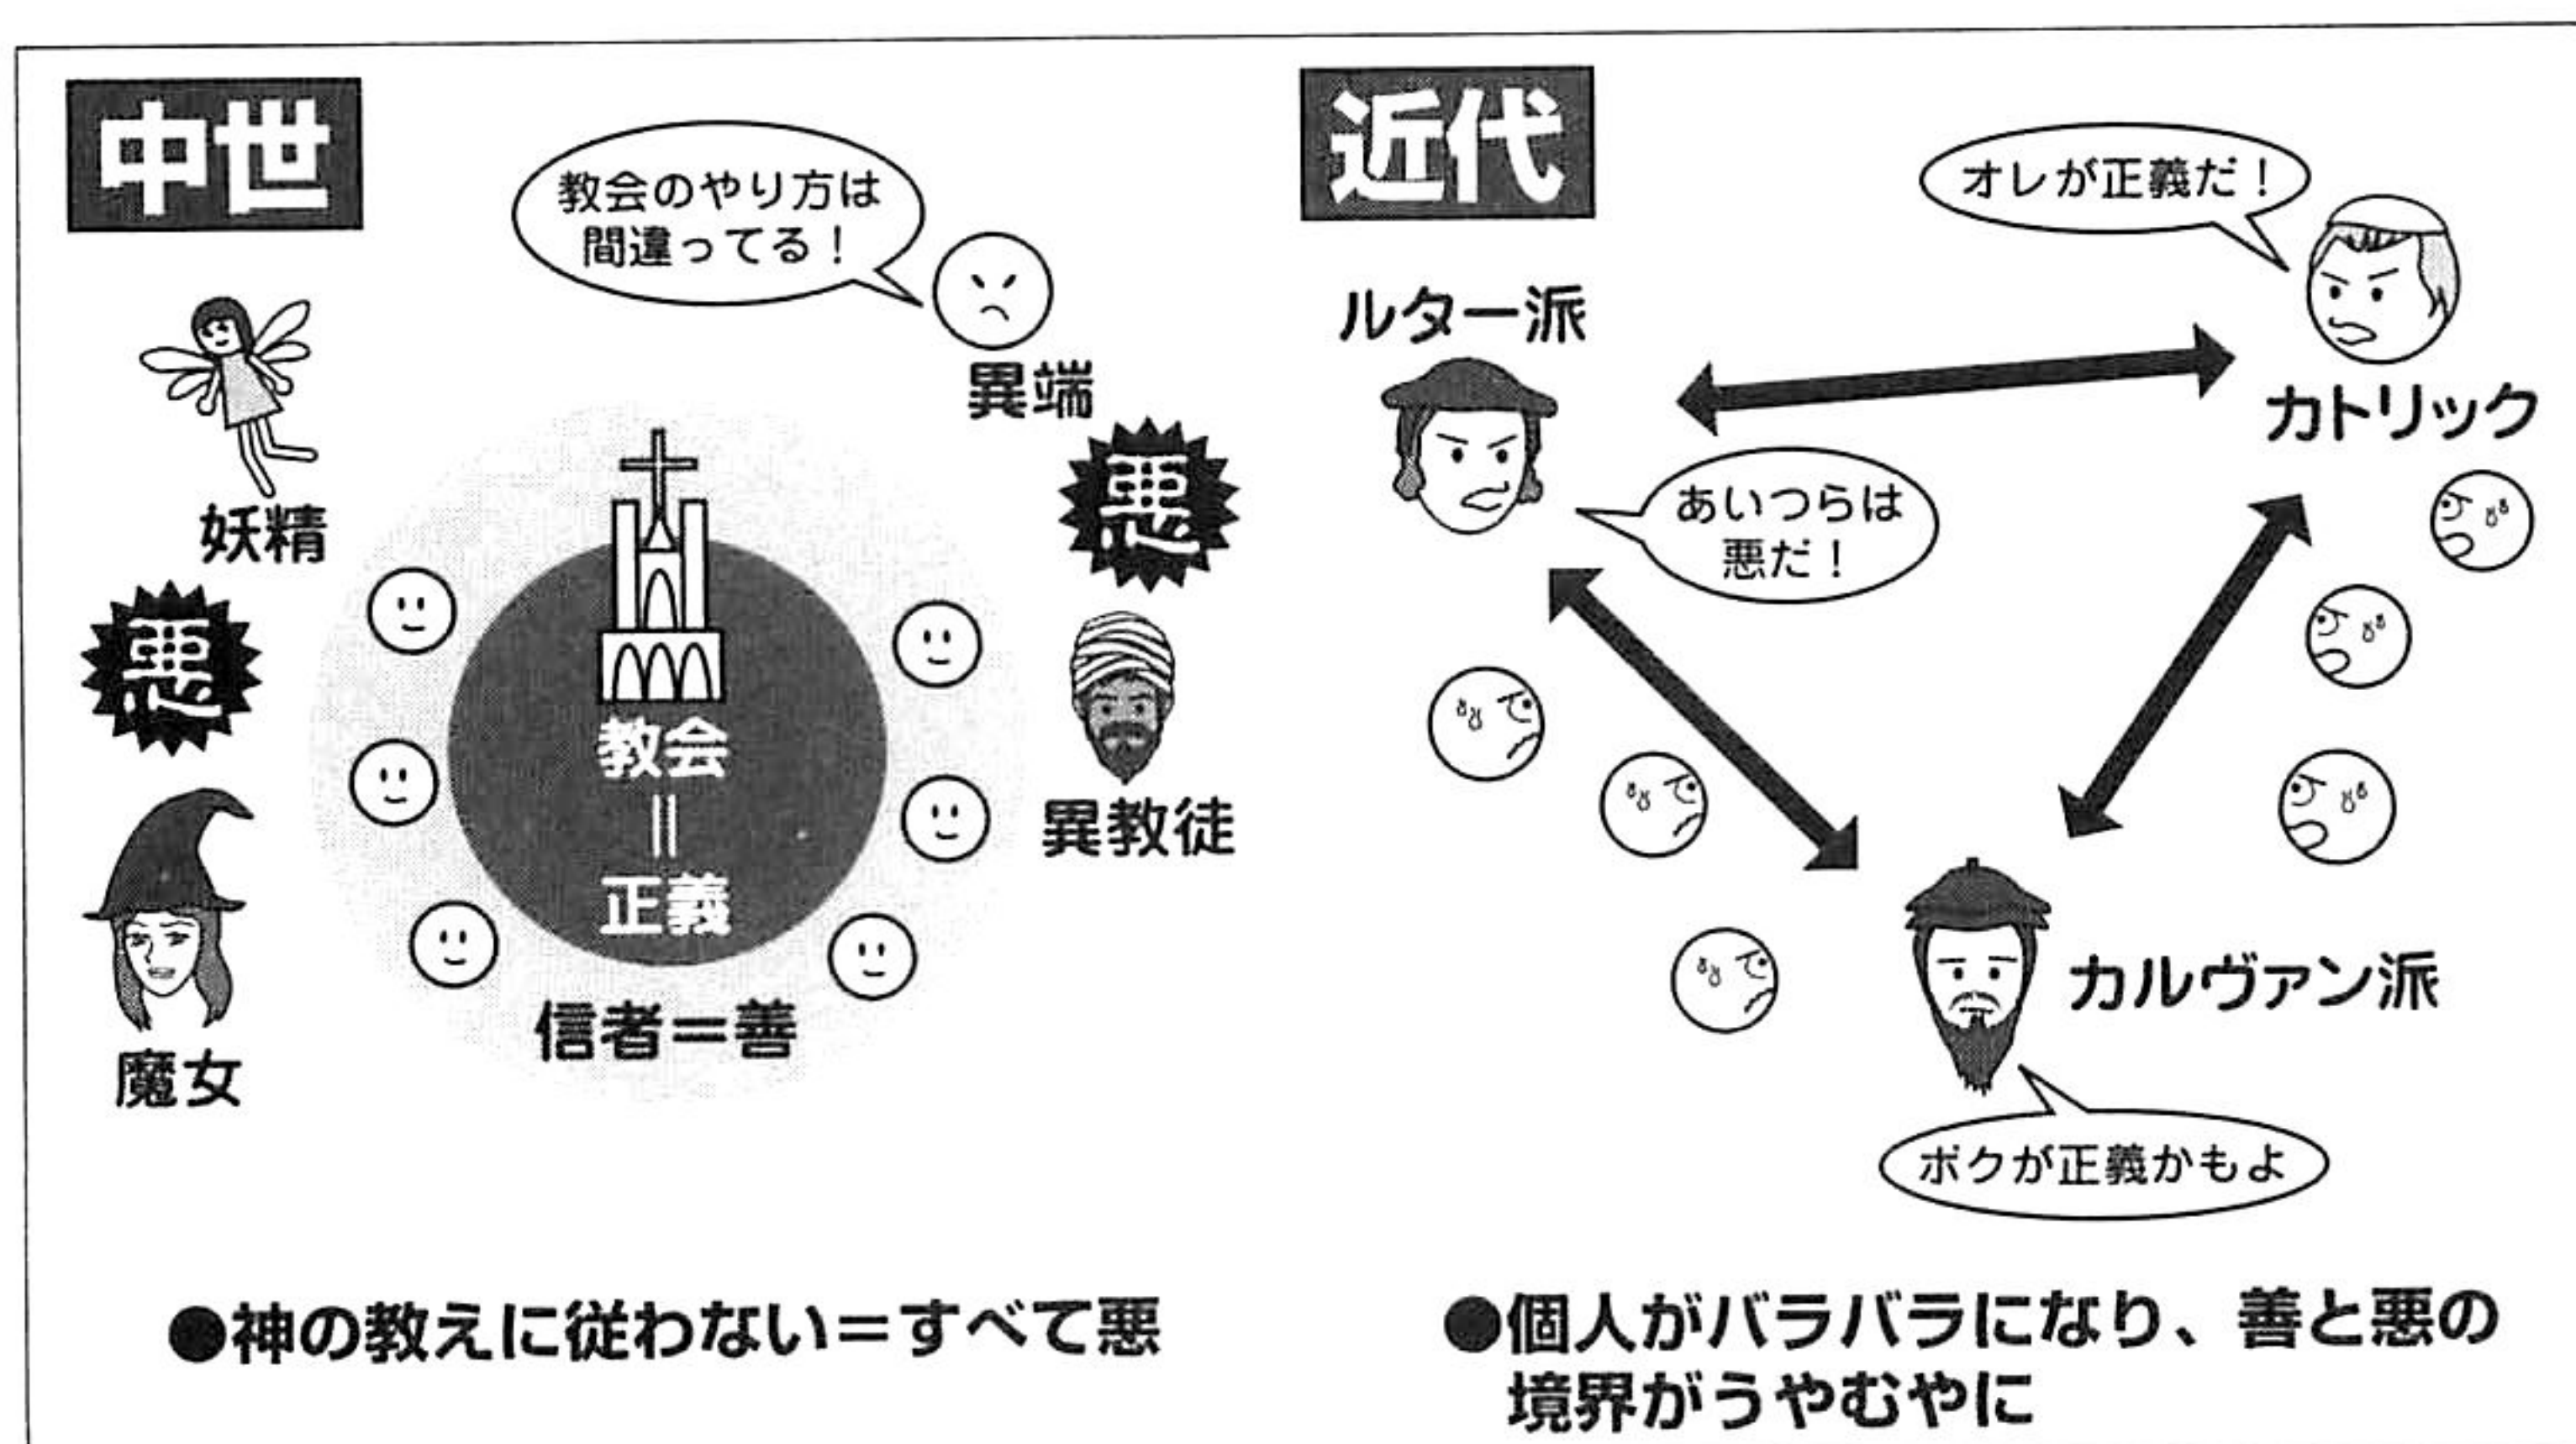 中世
教会のやり方は
間違ってる！
異端
妖精
悪
悪
教会
＝
正義
異教徒
信者＝善
魔女
●神の教えに従わない＝すべて悪
近代
オレが正義だ！
ルター派
カトリック
あいつらは
悪だ！
カルヴァン派
ボクが正義かもよ
●個人がバラバラになり、善と悪の
境界がうやむやに